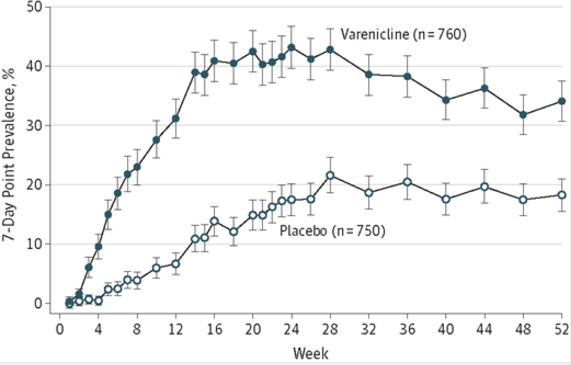 7-Day Point Prevalence, %
50
40
30
20
10
0
Varenicline (n=760)
Placebo (n=750)
0 4 8 12 16 20 24 28 32 36 40 44 48 52
Week